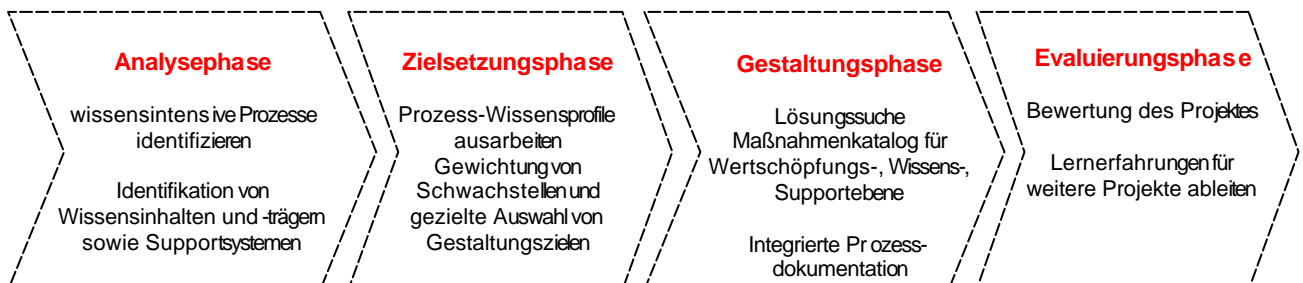 Analysephase
wissensintensive Prozesse
identifizieren
Identifikation von
Wissensinhalten und -trägern
sowie Supportsystemen
Zielsetzungsphase
Prozess-Wissensprofile
ausarbeiten
Gewichtung von
Schwachstellen und
gezielte Auswahl von
Gestaltungszielen
Gestaltungsphase
Lösungssuche
Maßnahmenkatalog für
Wertschöpfungs-, Wissens-,
Supportebene
Integrierte Prozess-
dokumentation
Evaluierungsphase
Bewertung des Projektes
Lernerfahrungen für
weitere Projekte ableiten